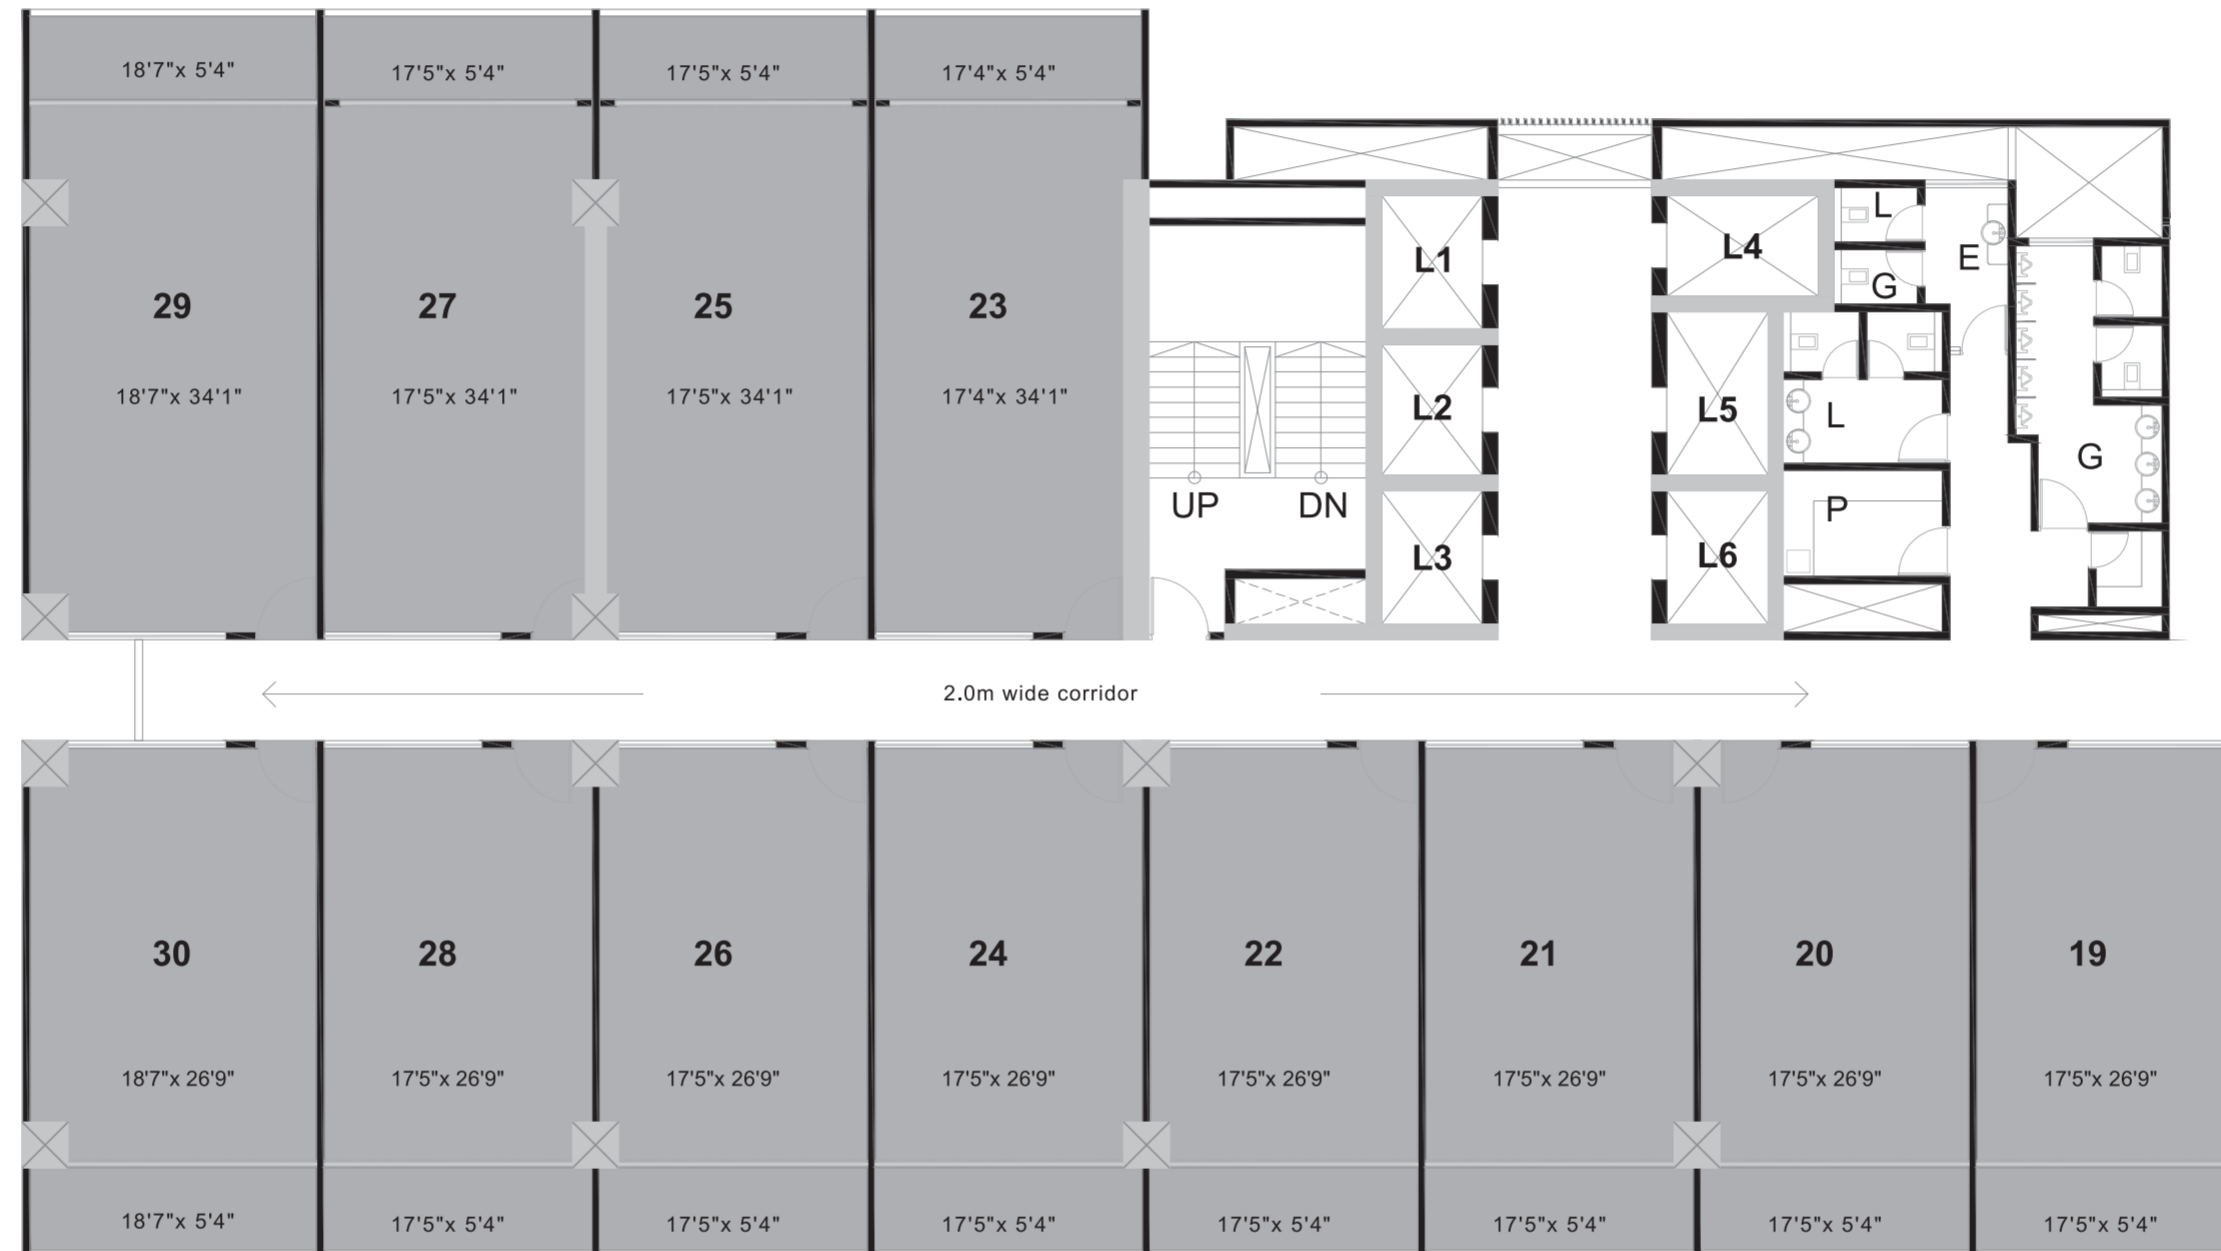 18'7"x 5'4"
17'5"x 5'4"
17'5"x 5'4"
17'4"x 5'4"
29
27
25
23
18'7"x 34'1"
17'5"x 34'1"
17'5"x 34'1"
17'4"x 34'1"
L1
L2
L3
L4
L5
L6
L
G
E
L
P
G
UP
DN
2.0m wide corridor
30
28
26
24
22
21
20
19
18'7"x 26'9"
17'5"x 26'9"
17'5"x 26'9"
17'5"x 26'9"
17'5"x 26'9"
17'5"x 26'9"
17'5"x 26'9"
17'5"x 26'9"
18'7"x 5'4"
17'5"x 5'4"
17'5"x 5'4"
17'5"x 5'4"
17'5"x 5'4"
17'5"x 5'4"
17'5"x 5'4"
17'5"x 5'4"